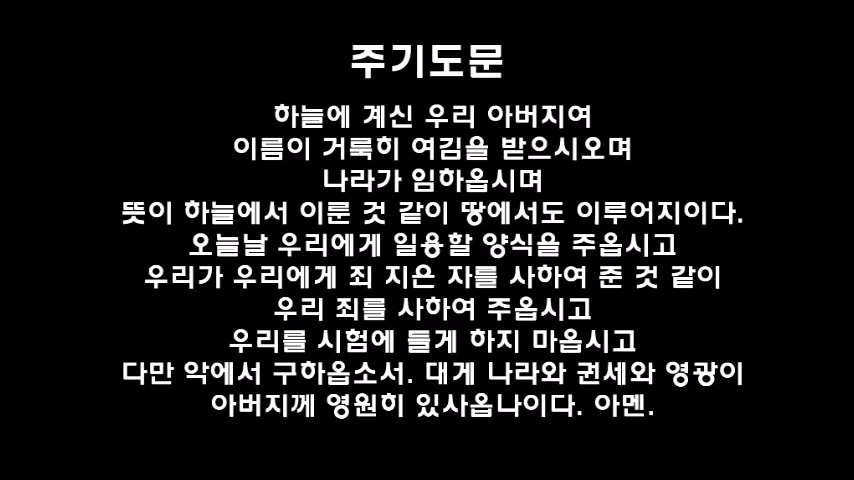 주기도문
하늘에 계신 우리 아버지여
이름이 거룩히 여김을 받으시오며
나라가 임하옵시며
뜻이 하늘에서 이룬 것 같이 땅에서도 이루어지이다.
오늘날 우리에게 일용할 양식을 주옵시고
우리가 우리에게 죄 지은 자를 사하여 준 것 같이
우리 죄를 사하여 주옵시고
우리를 시험에 들게 하지 마옵시고
다만 악에서 구하옵소서. 대게 나라와 권세와 영광이
아버지께 영원히 있사옵나이다. 아멘.